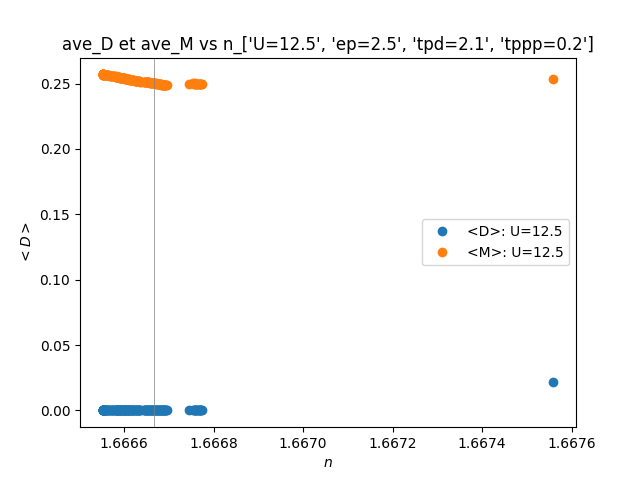 ave_D et ave_M vs n_['U=12.5', 'ep=2.5', 'tpd=2.1', 'tppp=0.2']
0.25
0.20
0.15
0.10
0.05
0.00
<D>
<D>: U=12.5
<M>: U=12.5
1.6666 1.6668 1.6670 1.6672 1.6674 1.6676
n